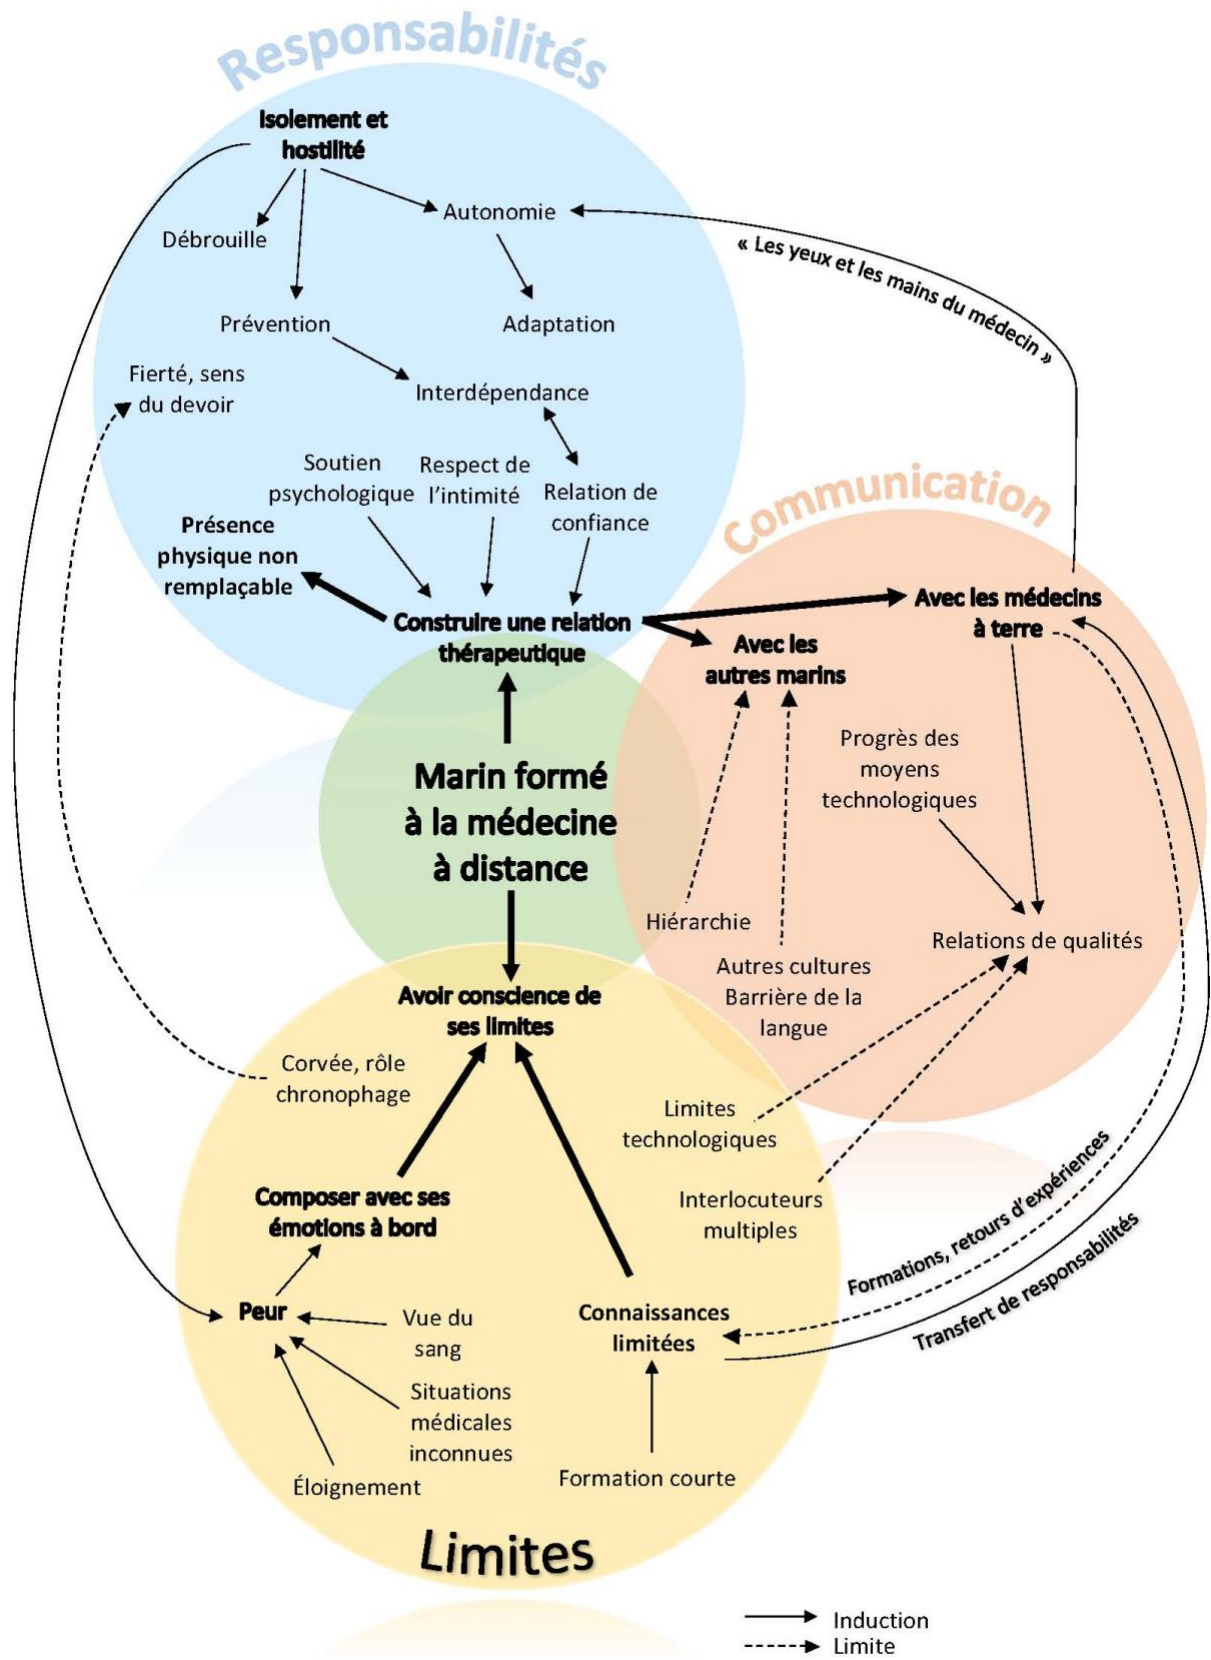 Responsabilités
Isolement et
hostilité
Autonomie
Débrouille
« Les yeux et les mains du médecin »
Prévention
Adaptation
Fierté, sens
du devoir
Interdépendance
Soutien
psychologique
Respect de
l'intimité
Relation de
confiance
Présence
physique non
remplaçable
Construire une relation
thérapeutique
Communication
Avec les médecins
à terre
Avec les
autres marins
Progrès des
moyens
technologiques
Marin formé
à la médecine
à distance
Hiérarchie
Relations de qualités
Autres cultures
Barrière de la
langue
Avoir conscience de
ses limites
Corvée, rôle
chronophage
Limites
technologiques
Interlocuteurs
multiples
Composer avec ses
émotions à bord
Formations, retours d'expériences
Transfert de responsabilités
Peur
Vue du
sang
Connaissances
limitées
Situations
médicales
inconnues
Éloignement
Formation courte
Limites
Induction
Limite